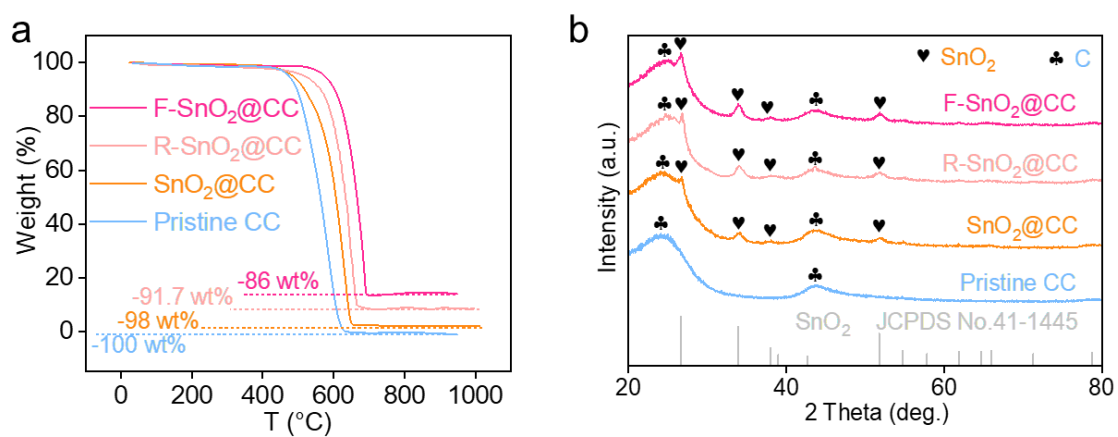 a
100
80
60
40
20
0
Weight (%)
F-SnO₂@CC
R-SnO₂@CC
SnO₂@CC
Pristine CC
-86 wt%
-91.7 wt%
-98 wt%
-100 wt%
0 200 400 600 800 1000
T (°C)
b
Intensity (a.u.)
♥ SnO₂ ♣ C
F-SnO₂@CC
R-SnO₂@CC
SnO₂@CC
Pristine CC
SnO₂ JCPDS No.41-1445
20 40 60 80
2 Theta (deg.)